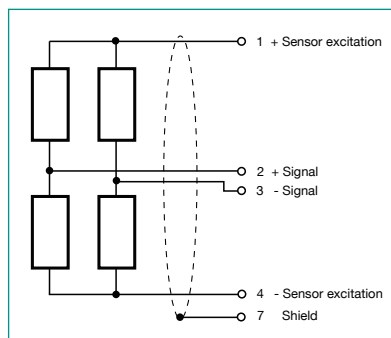 1 + Sensor excitation
2 + Signal
3 - Signal
4 - Sensor excitation
7 Shield